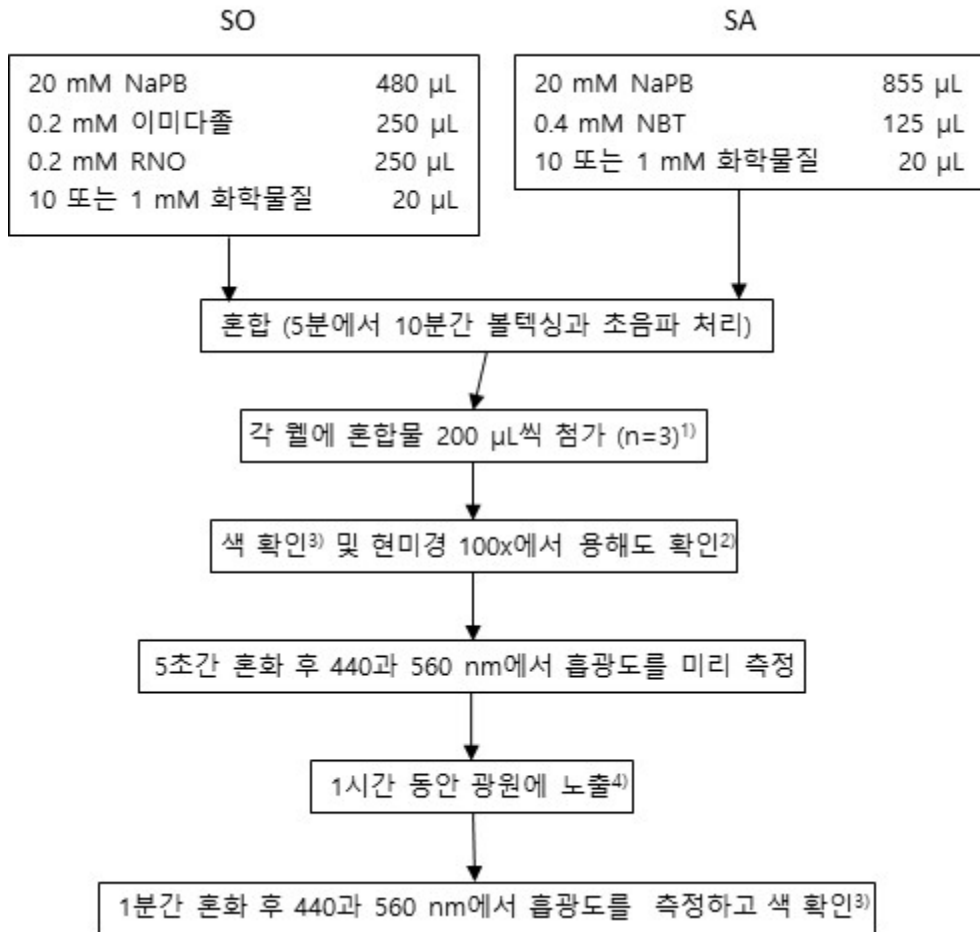 SO
SA
20 mM NaPB 480 μL
0.2 mM 이미다졸 250 μL
0.2 mM RNO 250 μL
10 또는 1 mM 화학물질 20 μL
20 mM NaPB 855 μL
0.4 mM NBT 125 μL
10 또는 1 mM 화학물질 20 μL
혼합 (5분에서 10분간 볼텍싱과 초음파 처리)
각 웰에 혼합물 200 μL씩 첨가 (n=3)1)
색 확인3) 및 현미경 100x에서 용해도 확인2)
5초간 혼화 후 440과 560 nm에서 흡광도를 미리 측정
1시간 동안 광원에 노출4)
1분간 혼화 후 440과 560 nm에서 흡광도를 측정하고 색 확인3)